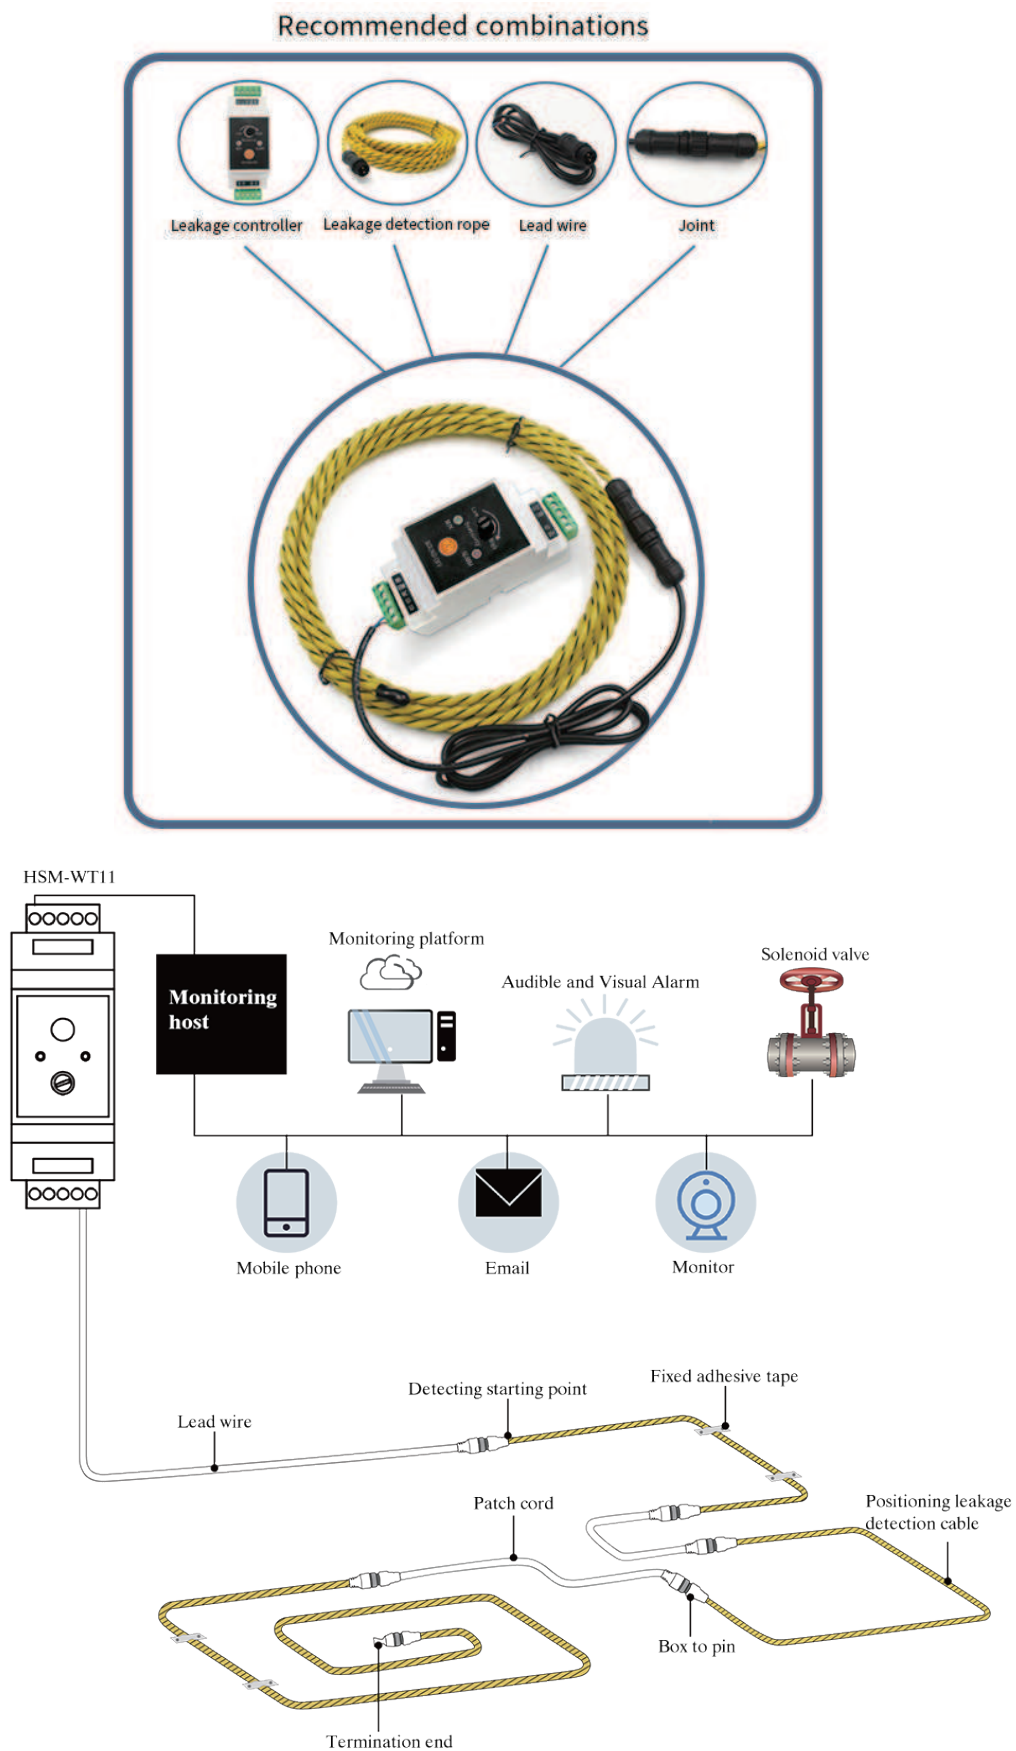 Recommended combinations
Leakage controller
Leakage detection rope
Lead wire
Joint
HSM-WT11
Monitoring platform
Solenoid valve
Audible and Visual Alarm
Monitoring
host
Mobile phone
Email
Monitor
Fixed adhesive tape
Detecting starting point
Lead wire
Patch cord
Positioning leakage
detection cable
Box to pin
Termination end